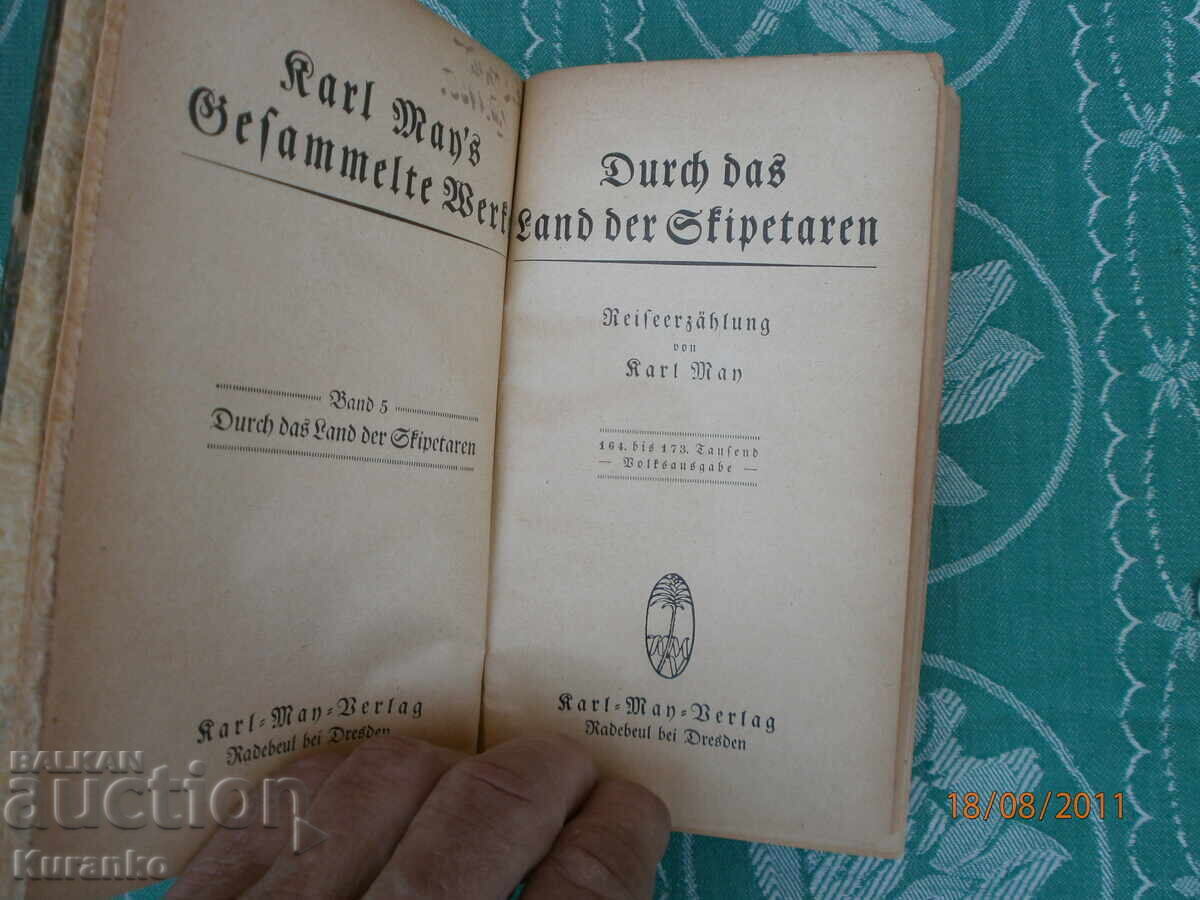 Karl May's
Gesammelte Werk
Band 5
Durch das Land der Skipetaren
Karl-May-Verlag
Radebeul bei Dresden
Durch das
Land der Skipetaren
Reiseerzählung
von
Karl May
164. bis 173. Tausend
— Volksausgabe —
Karl-May-Verlag
Radebeul bei Dresden
BALKAN
auction
Kuranko
18/08/2011